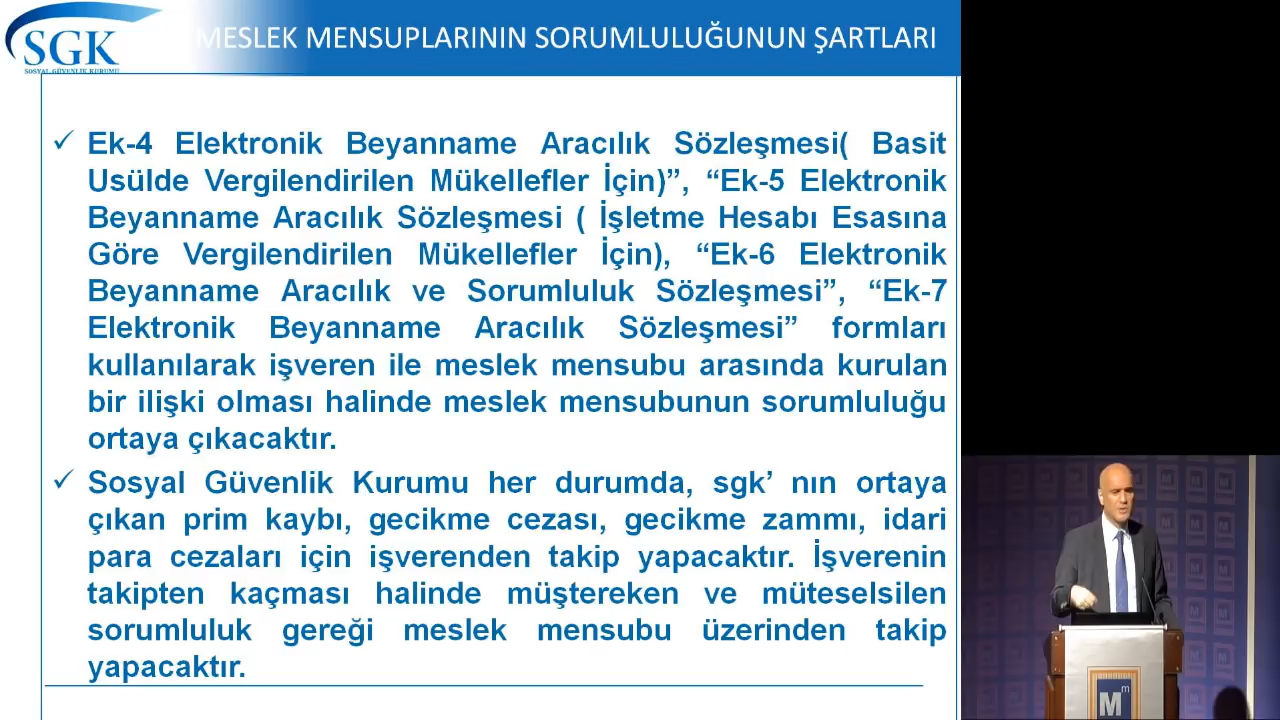 SGK
SOSYAL GÜVENLİK KURUMU
MESLEK MENSUPLARININ SORUMLULUĞUNUN ŞARTLARI
✓ Ek-4 Elektronik Beyanname Aracılık Sözleşmesi( Basit
Usülde Vergilendirilen Mükellefler İçin)”, “Ek-5 Elektronik
Beyanname Aracılık Sözleşmesi ( İşletme Hesabı Esasına
Göre Vergilendirilen Mükellefler İçin), “Ek-6 Elektronik
Beyanname Aracılık ve Sorumluluk Sözleşmesi”, “Ek-7
Elektronik Beyanname Aracılık Sözleşmesi” formları
kullanılarak işveren ile meslek mensubu arasında kurulan
bir ilişki olması halinde meslek mensubunun sorumluluğu
ortaya çıkacaktır.
✓ Sosyal Güvenlik Kurumu her durumda, sgk’ nın ortaya
çıkan prim kaybı, gecikme cezası, gecikme zammı, idari
para cezaları için işverenden takip yapacaktır. İşverenin
takipten kaçması halinde müştereken ve müteselsilen
sorumluluk gereği meslek mensubu üzerinden takip
yapacaktır.
M m